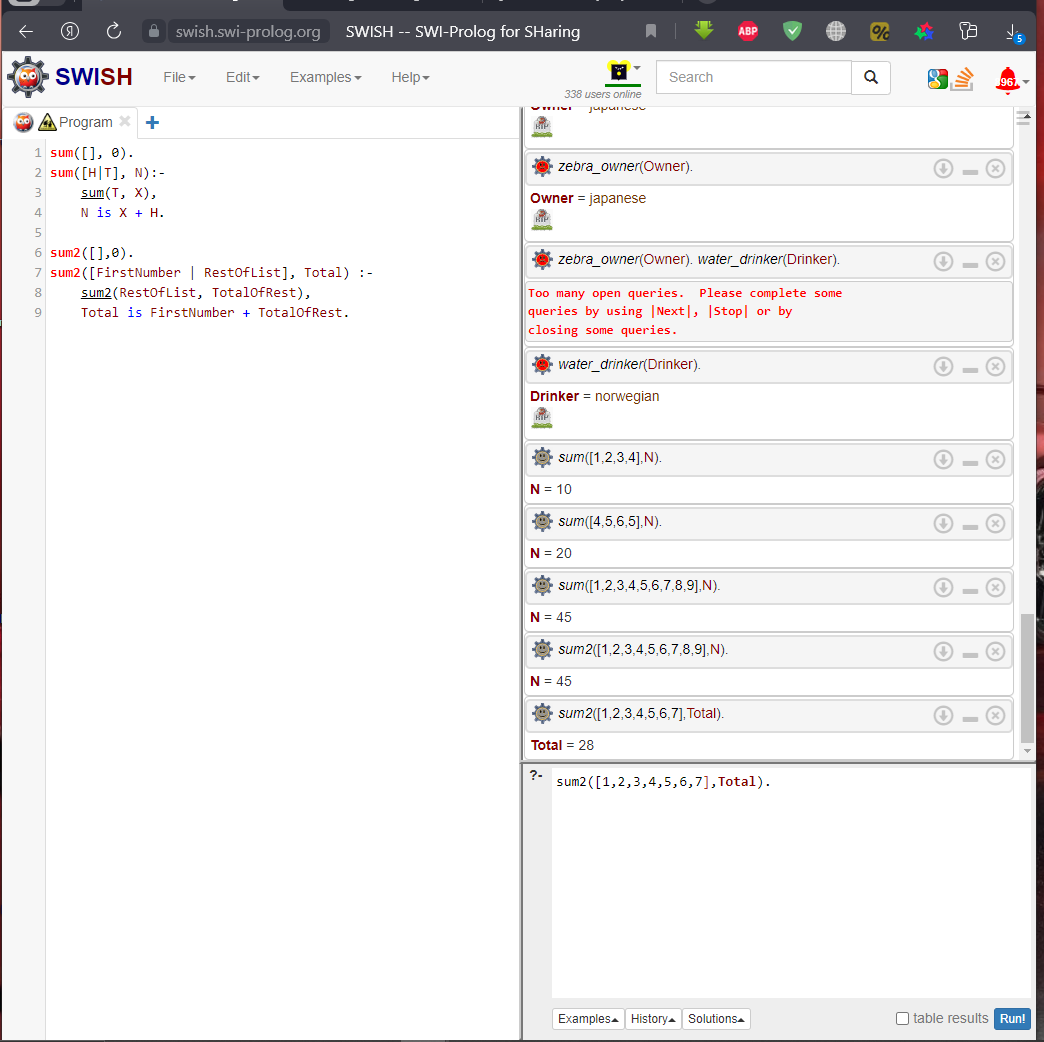 swish.swi-prolog.org SWISH -- SWI-Prolog for SHaring
ABP
%
5
SWISH
File
Edit
Examples
Help
338 users online
Search
967
Program
1 sum([], 0).
2 sum([H|T], N):-
3 sum(T, X),
4 N is X + H.
5
6 sum2([],0).
7 sum2([FirstNumber | RestOfList], Total) :-
8 sum2(RestOfList, TotalOfRest),
9 Total is FirstNumber + TotalOfRest.
Owner = japanese
RIP
zebra_owner(Owner).
Owner = japanese
RIP
zebra_owner(Owner). water_drinker(Drinker).
Too many open queries.  Please complete some
queries by using |Next|, |Stop| or by
closing some queries.
water_drinker(Drinker).
Drinker = norwegian
RIP
sum([1,2,3,4],N).
N = 10
sum([4,5,6,5],N).
N = 20
sum([1,2,3,4,5,6,7,8,9],N).
N = 45
sum2([1,2,3,4,5,6,7,8,9],N).
N = 45
sum2([1,2,3,4,5,6,7],Total).
Total = 28
?- sum2([1,2,3,4,5,6,7],Total).
Examples
History
Solutions
table results
Run!